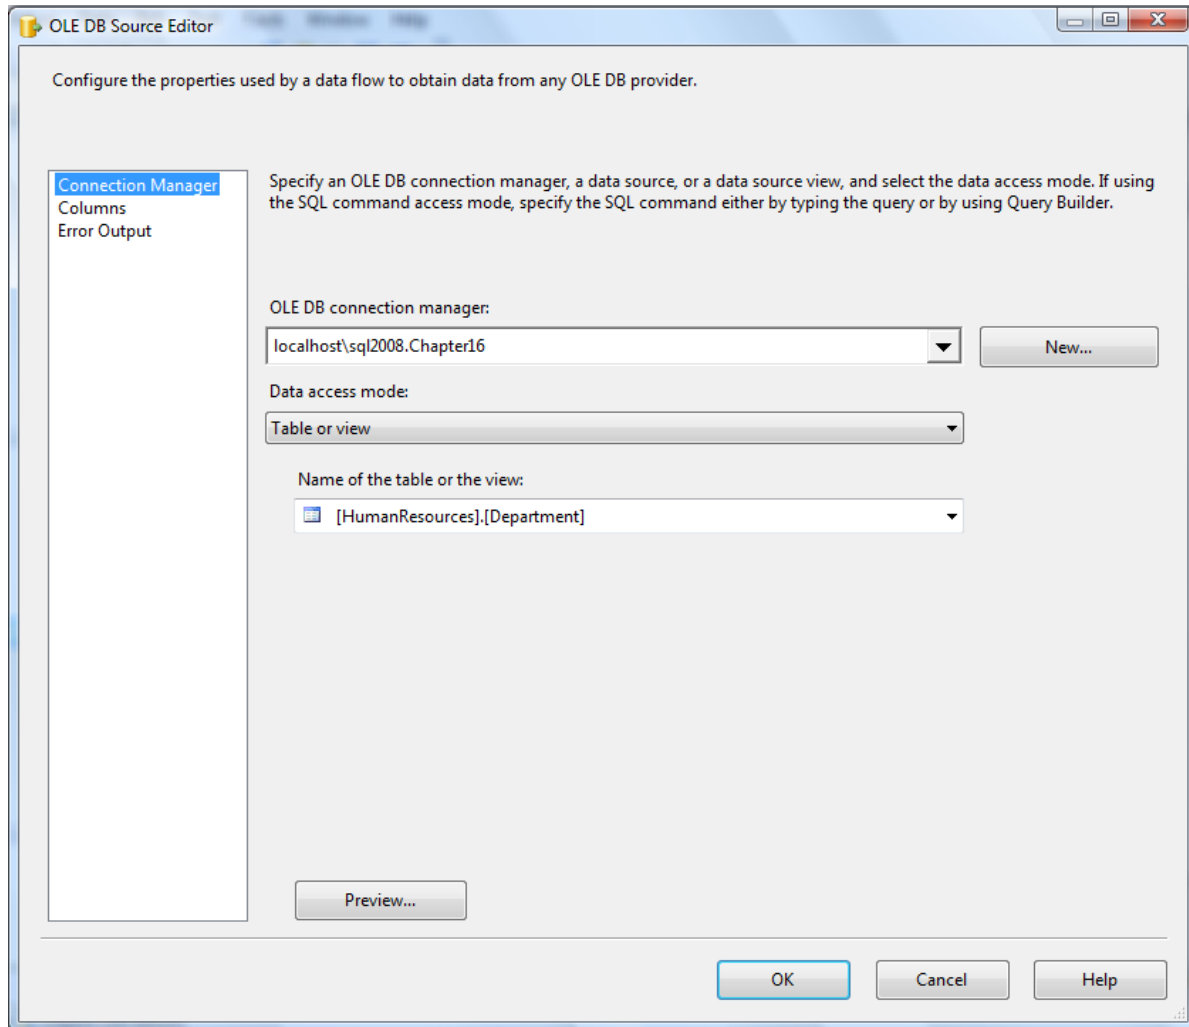 OLE DB Source Editor
Configure the properties used by a data flow to obtain data from any OLE DB provider.
Connection Manager
Columns
Error Output
Specify an OLE DB connection manager, a data source, or a data source view, and select the data access mode. If using
the SQL command access mode, specify the SQL command either by typing the query or by using Query Builder.
OLE DB connection manager:
localhost\sql2008.Chapter16
New...
Data access mode:
Table or view
Name of the table or the view:
[HumanResources].[Department]
Preview...
OK
Cancel
Help